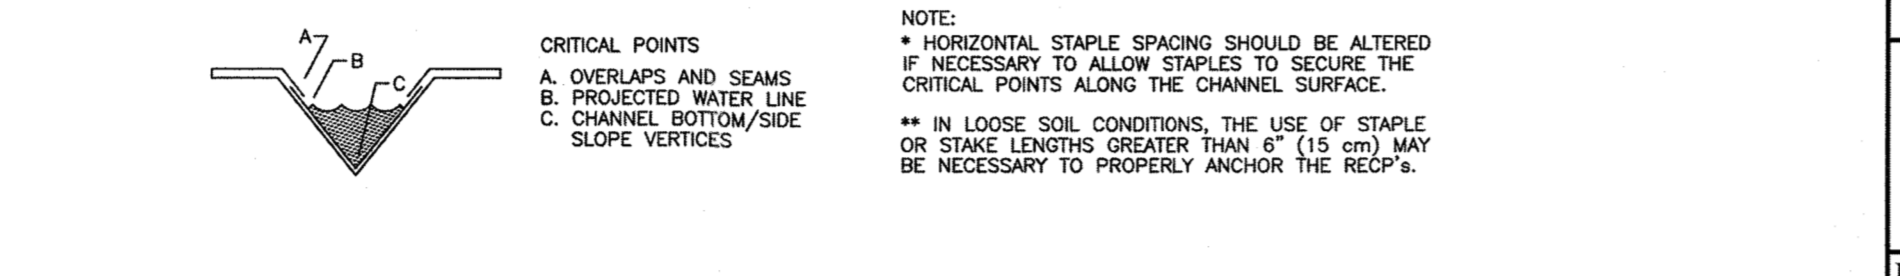 A
B
C
CRITICAL POINTS
A. OVERLAPS AND SEAMS
B. PROJECTED WATER LINE
C. CHANNEL BOTTOM/SIDE
SLOPE VERTICES
NOTE:
* HORIZONTAL STAPLE SPACING SHOULD BE ALTERED
IF NECESSARY TO ALLOW STAPLES TO SECURE THE
CRITICAL POINTS ALONG THE CHANNEL SURFACE.
** IN LOOSE SOIL CONDITIONS, THE USE OF STAPLE
OR STAKE LENGTHS GREATER THAN 6" (15 cm) MAY
BE NECESSARY TO PROPERLY ANCHOR THE RECP's.